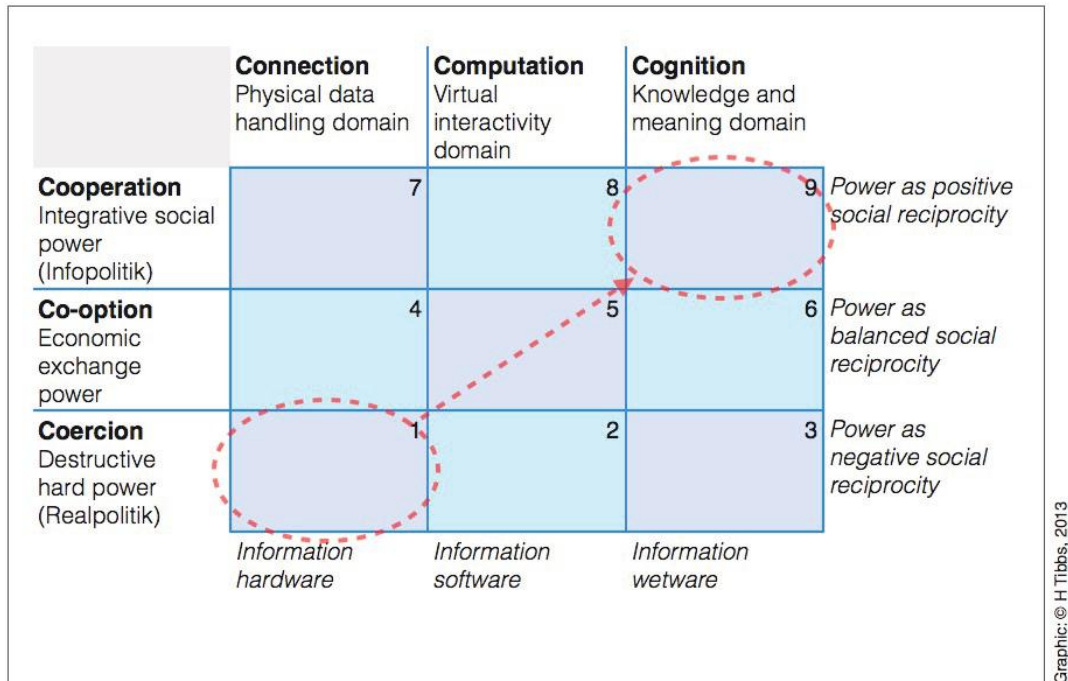 Connection
Physical data
handling domain
Computation
Virtual
interactivity
domain
Cognition
Knowledge and
meaning domain
Cooperation
Integrative social
power
(Infopolitik)
7
8
9
Power as positive
social reciprocity
Co-option
Economic
exchange
power
4
5
6
Power as
balanced social
reciprocity
Coercion
Destructive
hard power
(Realpolitik)
1
2
3
Power as
negative social
reciprocity
Information
hardware
Information
software
Information
wetware
Graphic: © H Tibbs, 2013